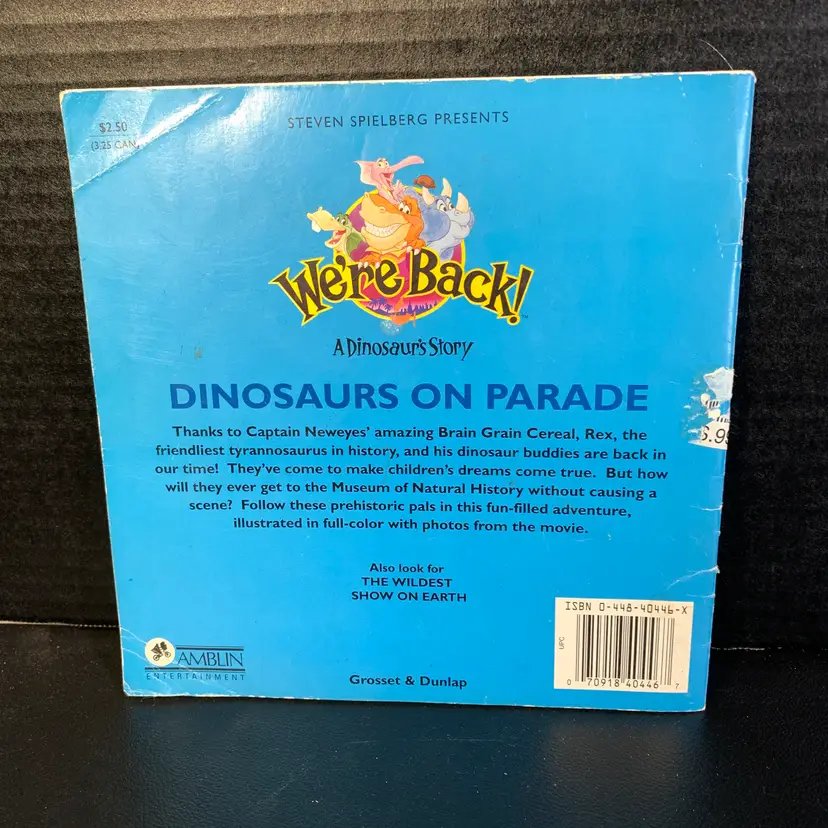 $2.50
(3.25 CAN)
STEVEN SPIELBERG PRESENTS
We're Back!
A Dinosaur's Story
DINOSAURS ON PARADE
Thanks to Captain Neweyes' amazing Brain Grain Cereal, Rex, the
friendliest tyrannosaurus in history, and his dinosaur buddies are back in
our time! They've come to make children's dreams come true. But how
will they ever get to the Museum of Natural History without causing a
scene? Follow these prehistoric pals in this fun-filled adventure,
illustrated in full-color with photos from the movie.
Also look for
THE WILDEST
SHOW ON EARTH
ISBN 0-448-40446-X
UPC
0 70918 40446 7
AMBLIN
ENTERTAINMENT
Grosset & Dunlap